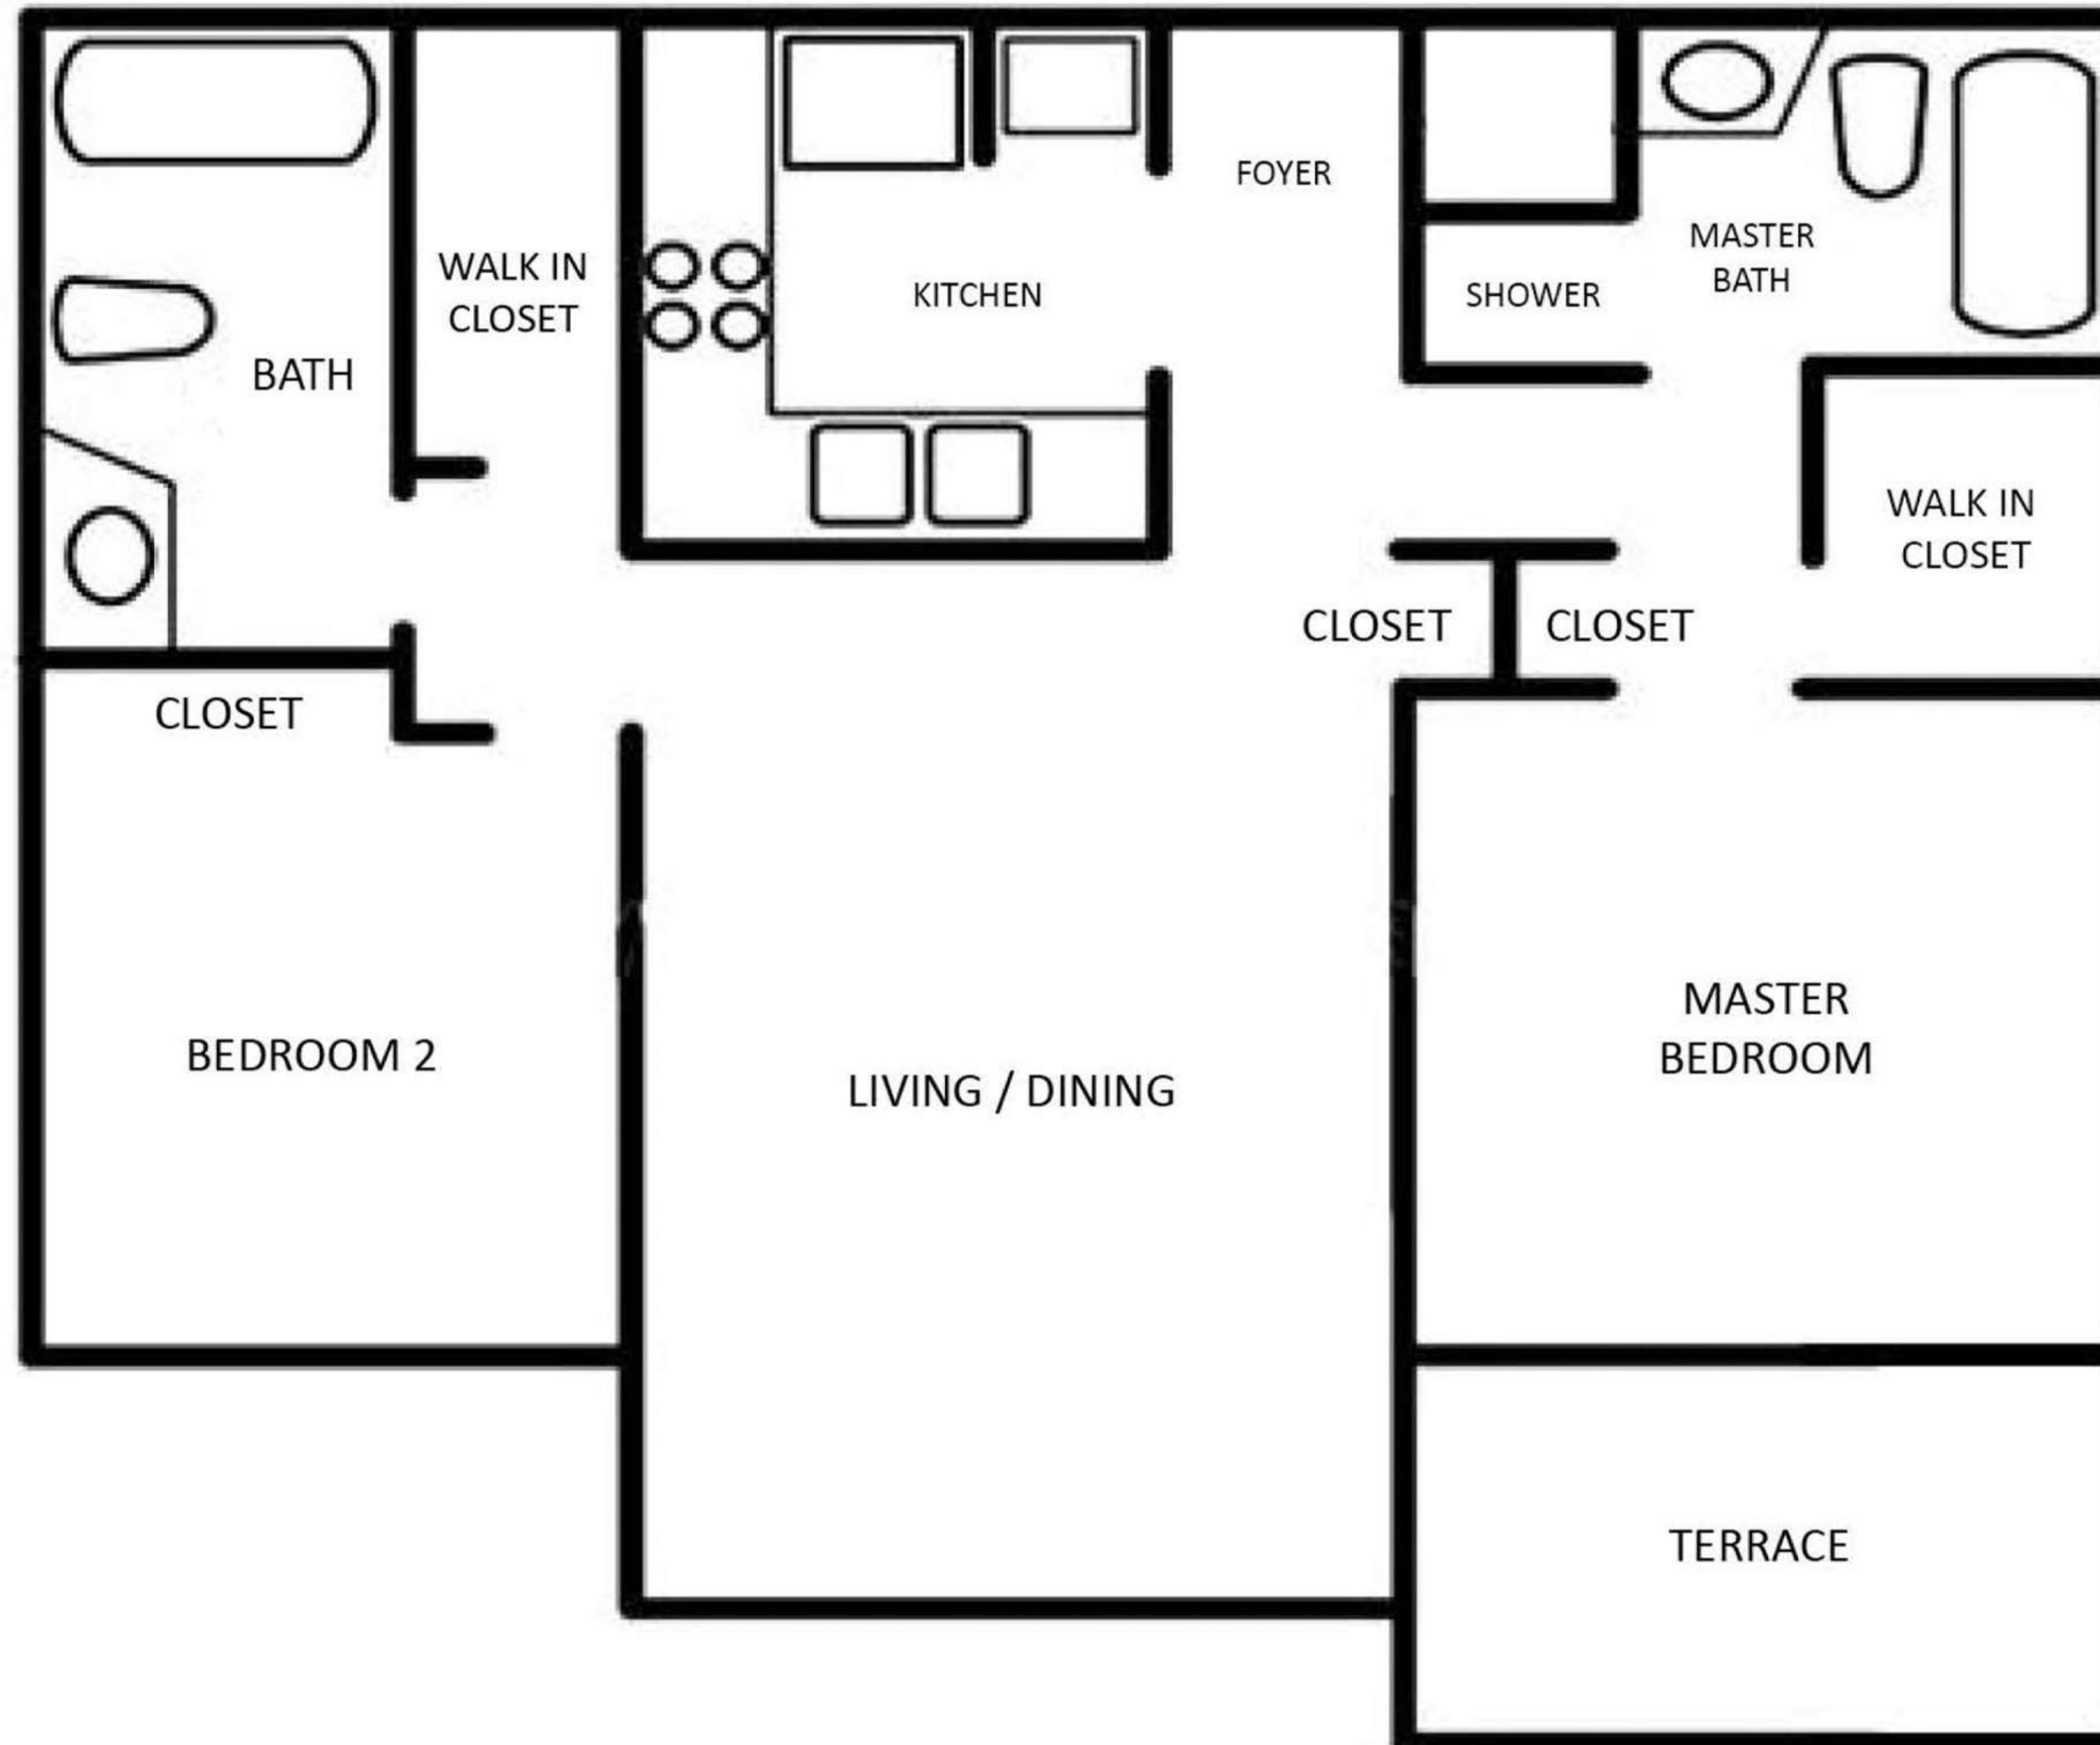 FOYER
MASTER
BATH
WALK IN
CLOSET
KITCHEN
SHOWER
BATH
WALK IN
CLOSET
CLOSET
CLOSET
CLOSET
MASTER
BEDROOM
BEDROOM 2
LIVING / DINING
TERRACE